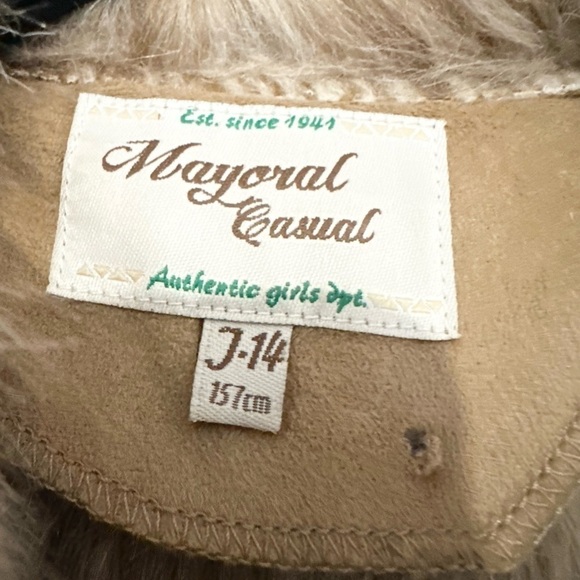 Est. since 1941
Mayoral
Casual
Authentic girls dpt.
J-14
157cm